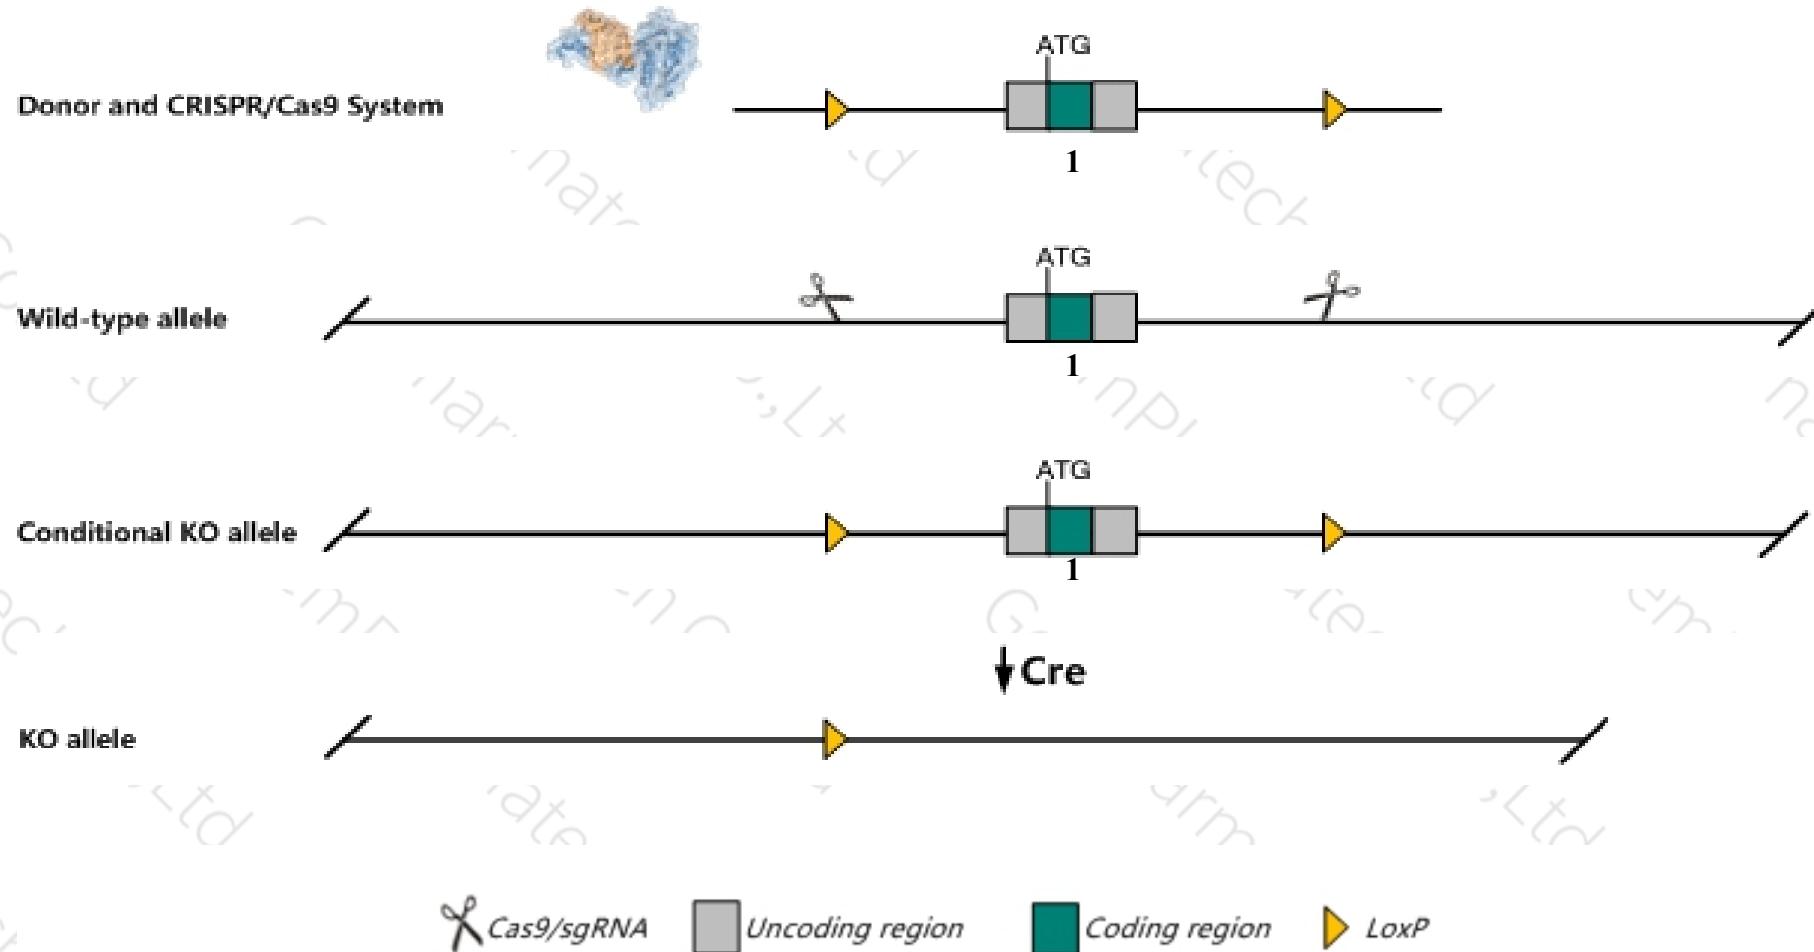 ATG
Donor and CRISPR/Cas9 System
1
ATG
Wild-type allele
1
ATG
Conditional KO allele
1
Cre
KO allele
Cas9/sgRNA
Uncoding region
Coding region
LoxP